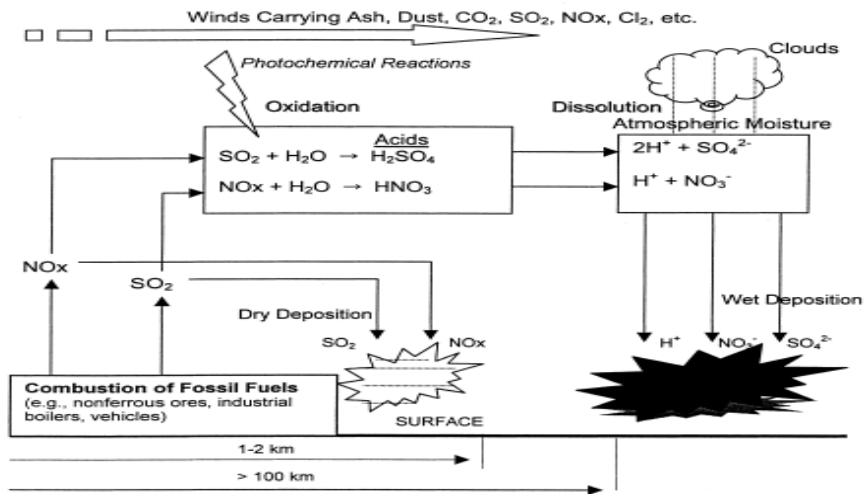 Winds Carrying Ash, Dust, CO₂, SO₂, NOx, Cl₂, etc.
Photochemical Reactions
Clouds
Oxidation
Dissolution
Atmospheric Moisture
Acids
SO₂ + H₂O → H₂SO₄
NOx + H₂O → HNO₃
2H⁺ + SO₄²⁻
H⁺ + NO₃⁻
NOx
SO₂
Dry Deposition
Wet Deposition
SO₂
NOx
H⁺
NO₃⁻
SO₄²⁻
Combustion of Fossil Fuels
(e.g., nonferrous ores, industrial
boilers, vehicles)
SURFACE
1-2 km
> 100 km